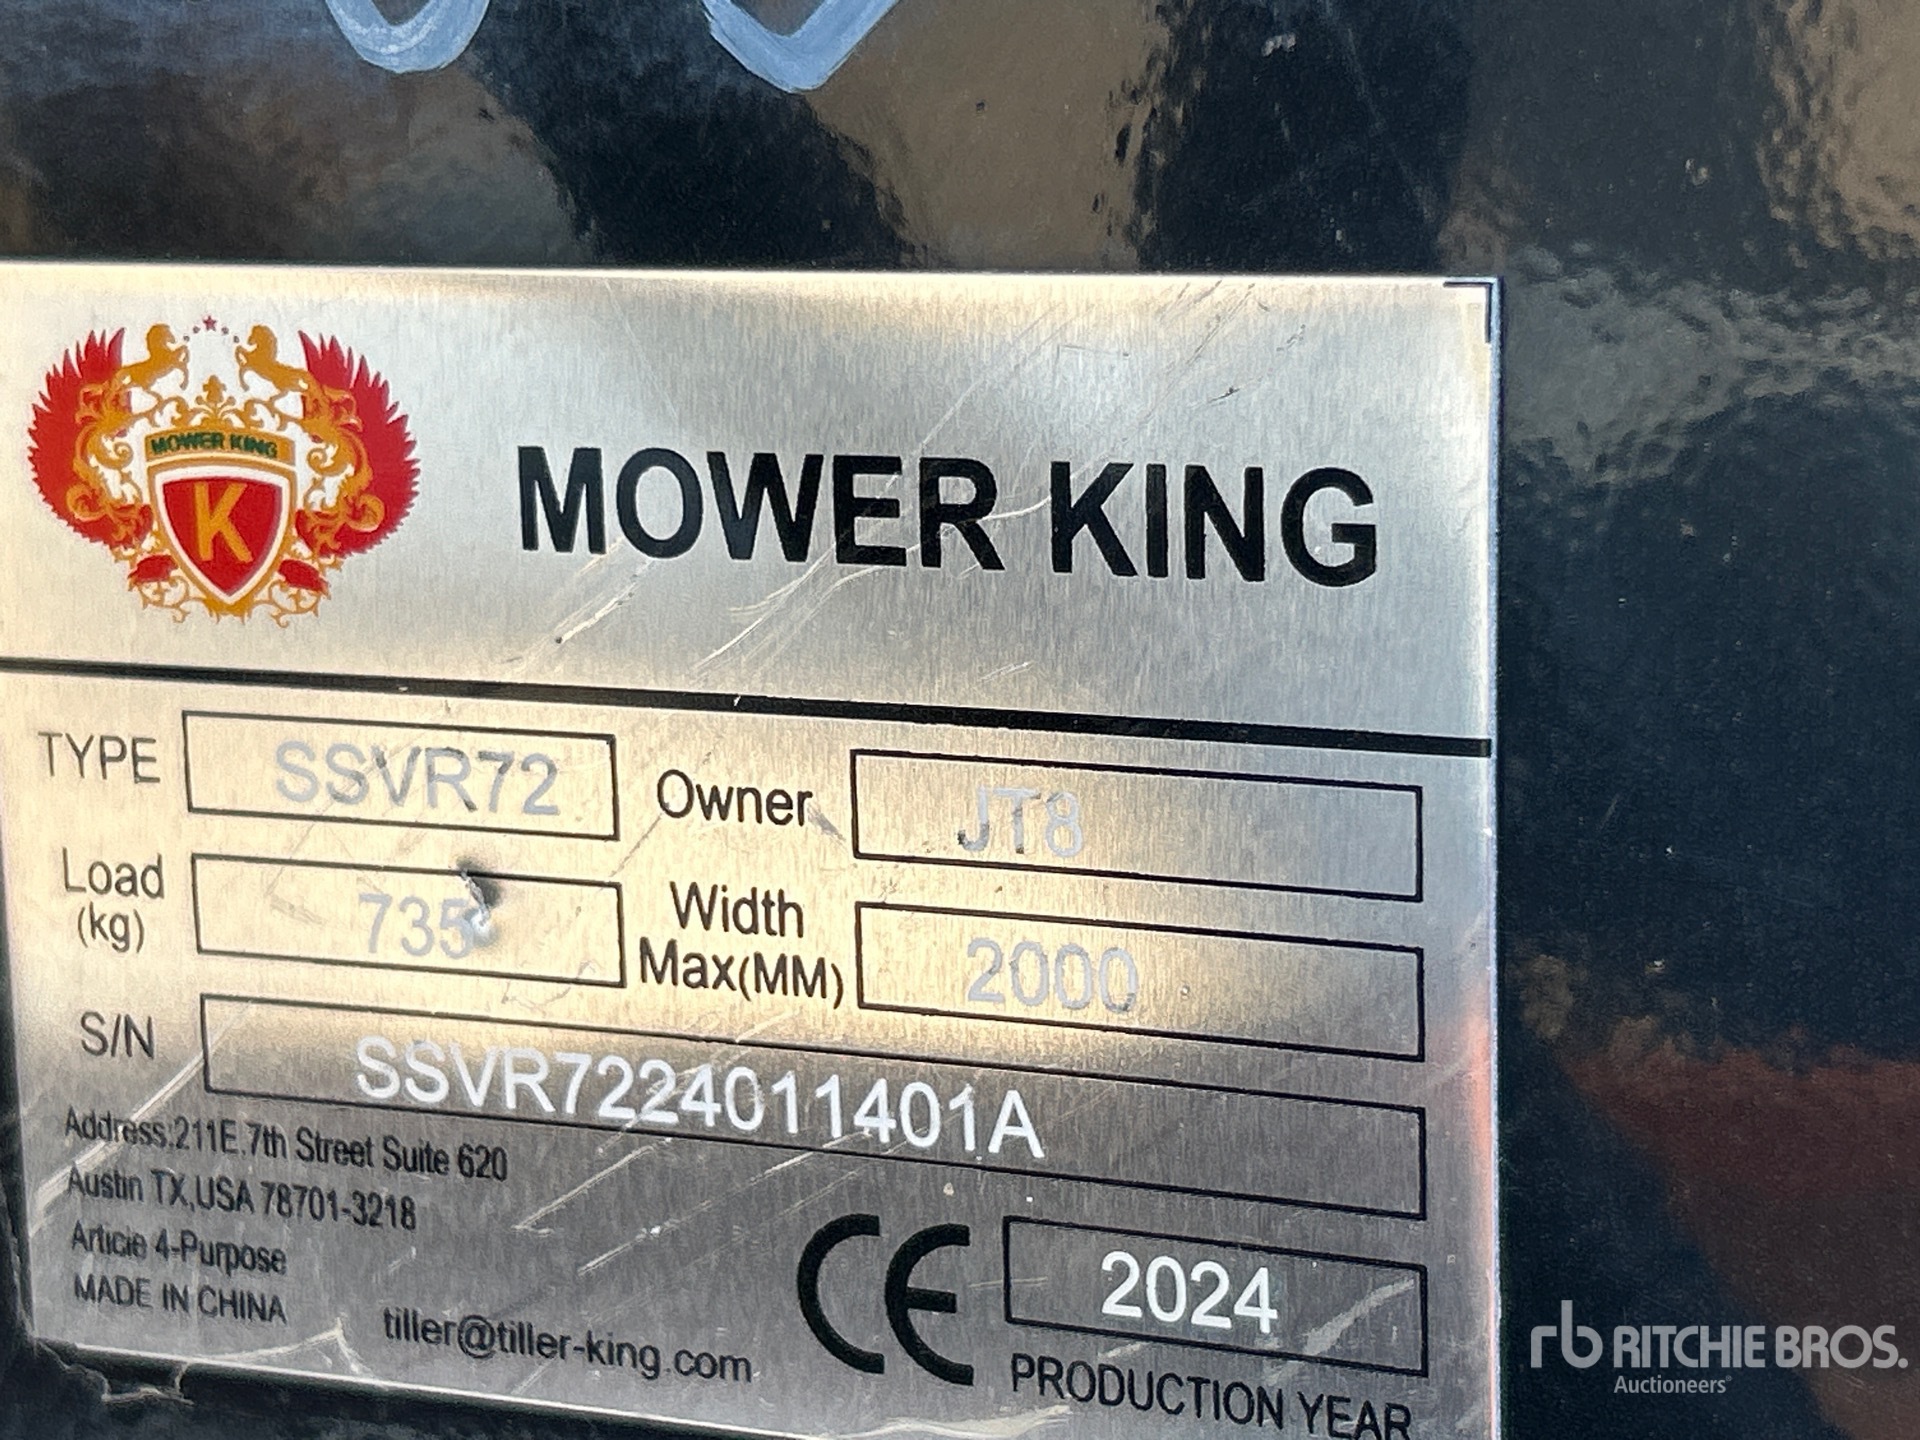 MOWER KING
K
MOWER KING
TYPE SSVR72 Owner JT8
Load (kg) 735 Width Max(MM) 2000
S/N SSVR7224011401A
Address:211E.7th Street Suite 620
Austin TX,USA 78701-3218
Articie 4-Purpose
MADE IN CHINA
tiller@tiller-king.com
CE
2024
PRODUCTION YEAR
rb RITCHIE BROS.
Auctioneers